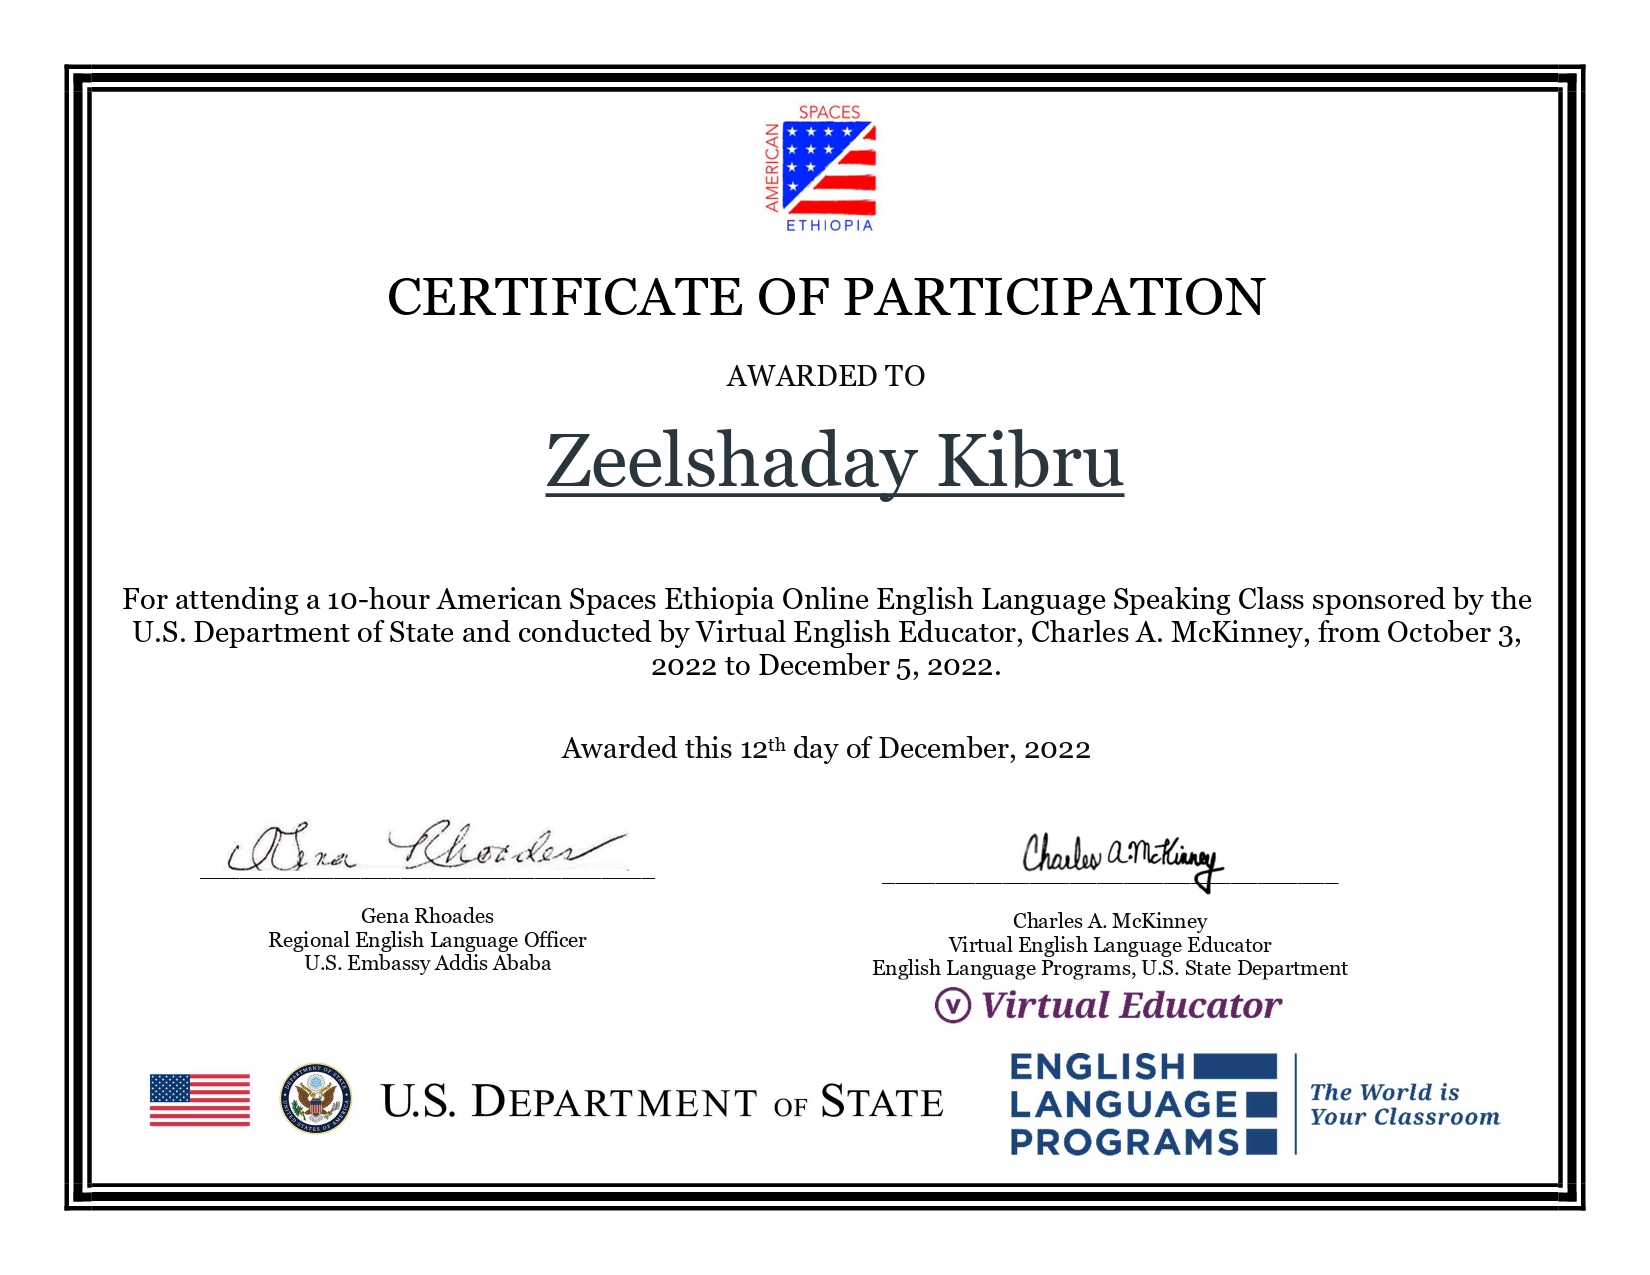 SPACES
AMERICAN
ETHIOPIA
CERTIFICATE OF PARTICIPATION
AWARDED TO
Zeelshaday Kibru
For attending a 10-hour American Spaces Ethiopia Online English Language Speaking Class sponsored by the
U.S. Department of State and conducted by Virtual English Educator, Charles A. McKinney, from October 3,
2022 to December 5, 2022.
Awarded this 12th day of December, 2022
Gena Rhoades
Charles A. McKinney
Gena Rhoades
Regional English Language Officer
U.S. Embassy Addis Ababa
Charles A. McKinney
Virtual English Language Educator
English Language Programs, U.S. State Department
V Virtual Educator
DEPARTMENT OF STATE
UNITED STATES OF AMERICA
U.S. DEPARTMENT OF STATE
ENGLISH
LANGUAGE
PROGRAMS
The World is
Your Classroom